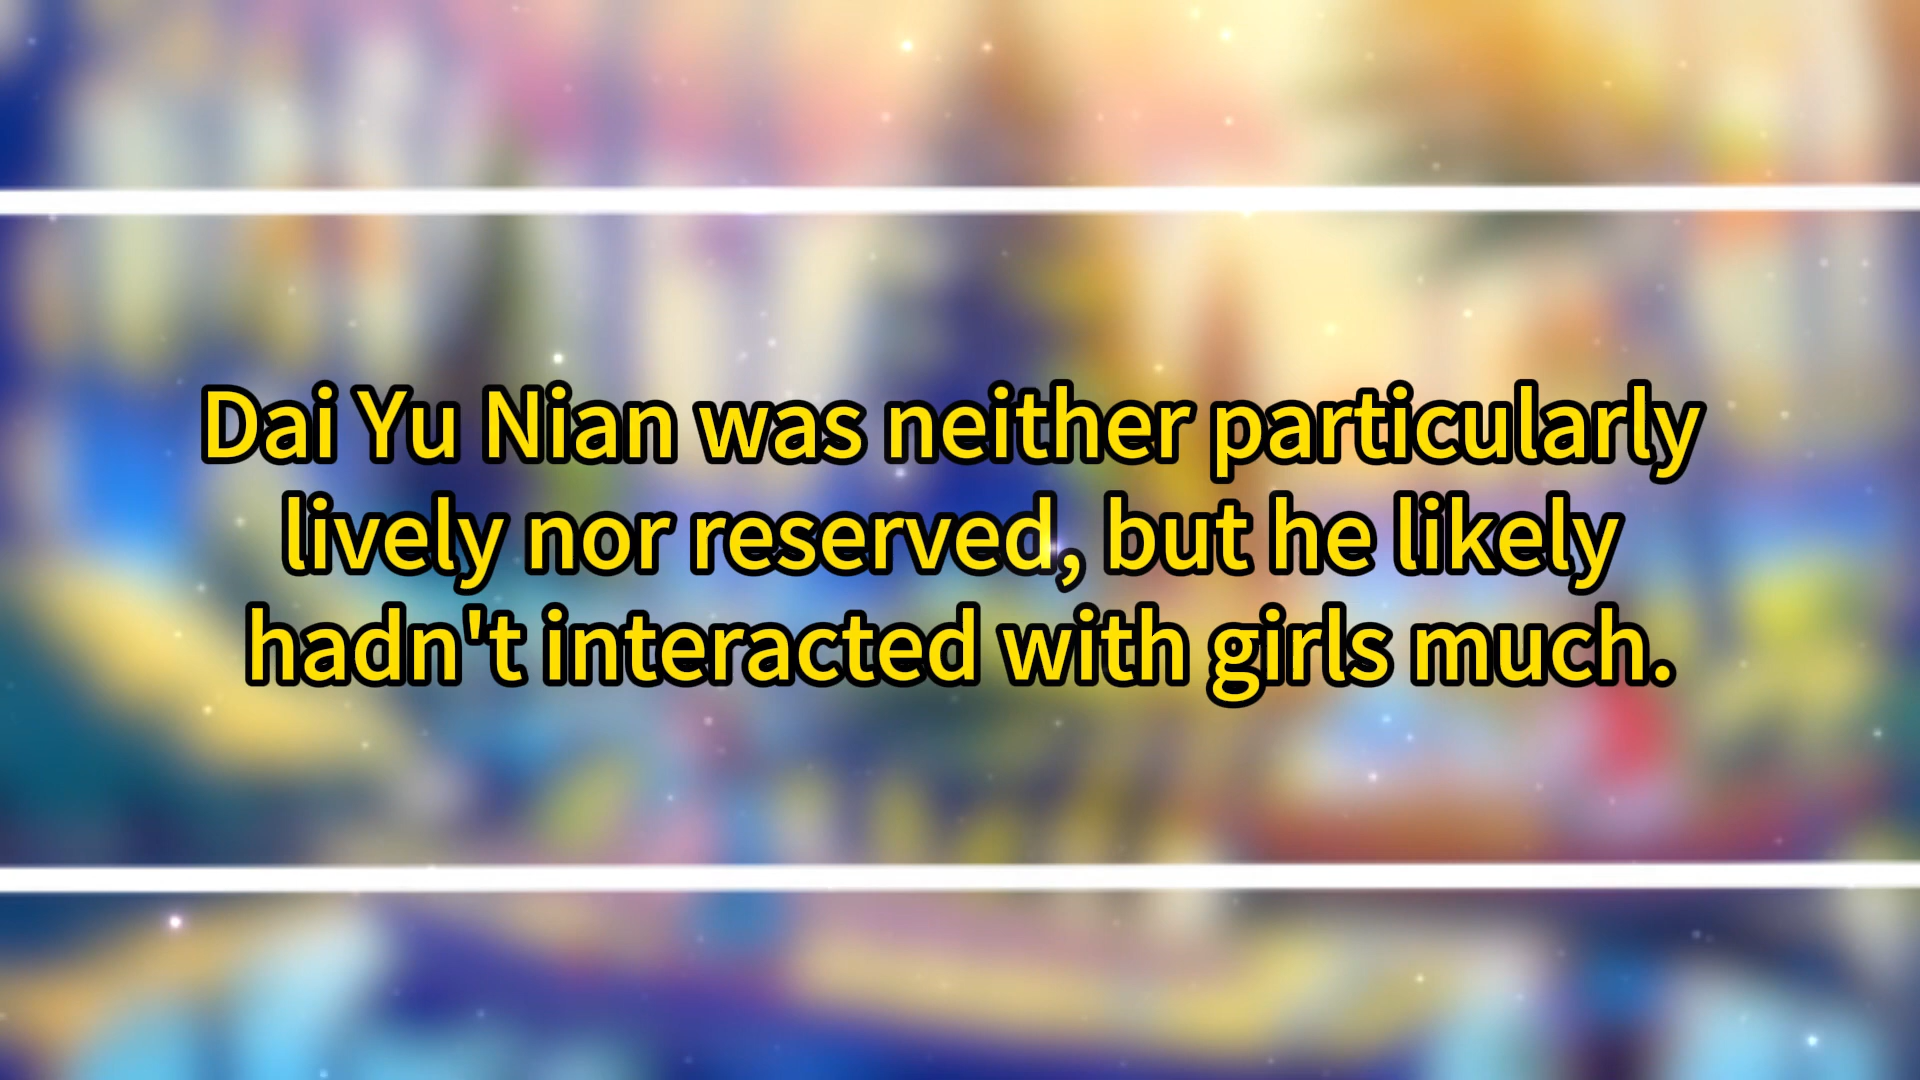 Dai Yu Nian was neither particularly
lively nor reserved, but he likely
hadn't interacted with girls much.